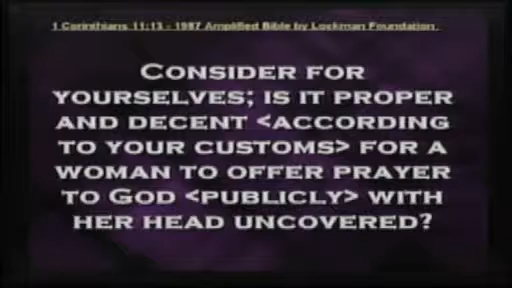 1 Corinthians 11:13 - 1987 Amplified Bible by Lockman Foundation.
CONSIDER FOR
YOURSELVES; IS IT PROPER
AND DECENT <ACCORDING
TO YOUR CUSTOMS> FOR A
WOMAN TO OFFER PRAYER
TO GOD <PUBLICLY> WITH
HER HEAD UNCOVERED?